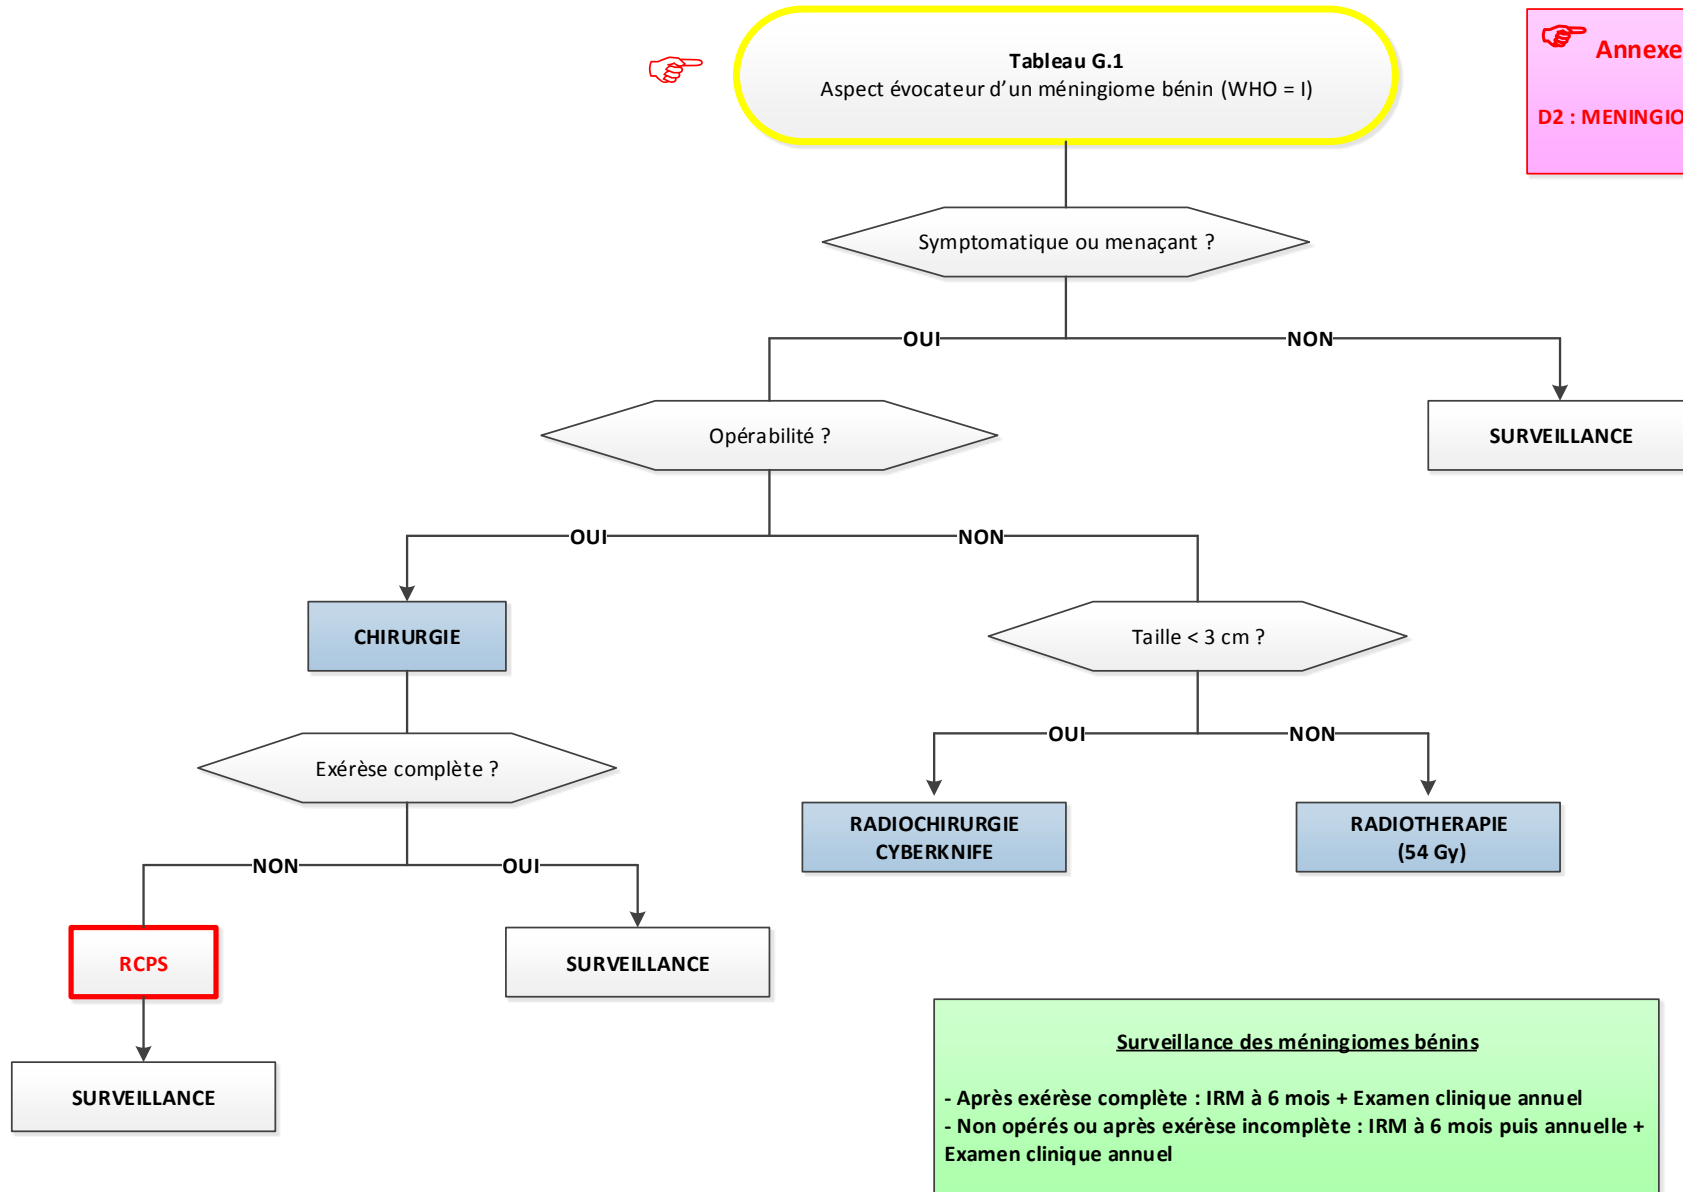 Tableau G.1
Aspect évocateur d'un méningiome bénin (WHO = I)
Annexe
D2 : MENINGIO
Symptomatique ou menaçant ?
OUI
NON
Opérabilité ?
SURVEILLANCE
OUI
NON
CHIRURGIE
Taille < 3 cm ?
OUI
NON
Exérèse complète ?
RADIOCHIRURGIE
CYBERKNIFE
RADIOTHERAPIE
(54 Gy)
NON
OUI
RCPS
SURVEILLANCE
SURVEILLANCE
Surveillance des méningiomes bénins
- Après exérèse complète : IRM à 6 mois + Examen clinique annuel
- Non opérés ou après exérèse incomplète : IRM à 6 mois puis annuelle +
Examen clinique annuel